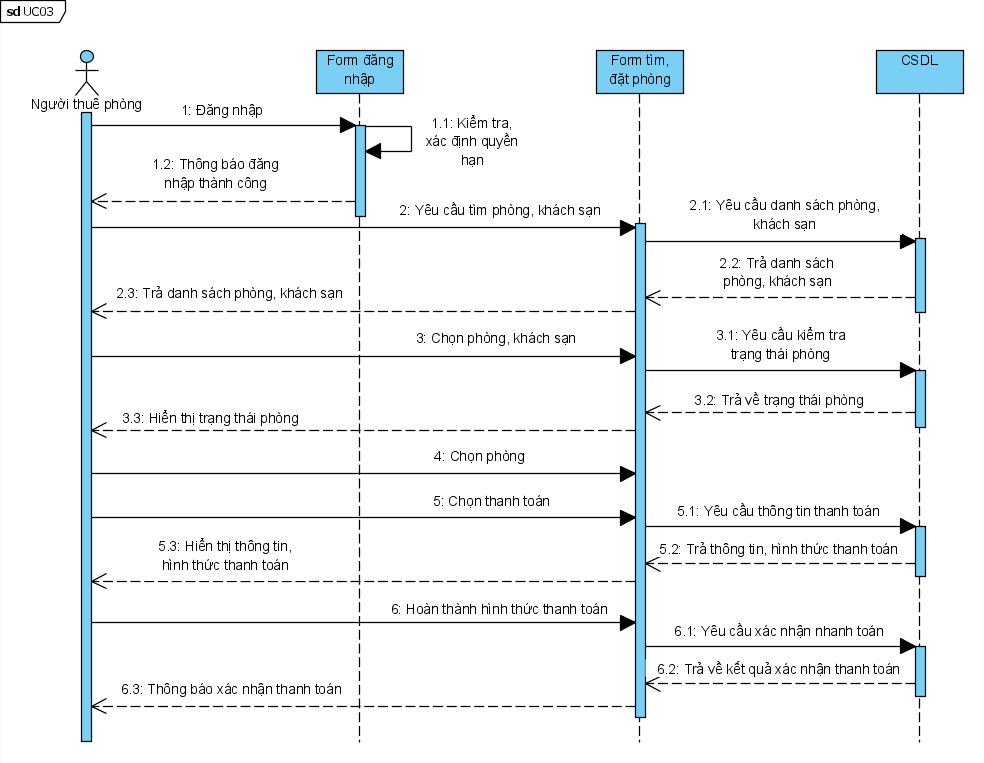 sd UC03
Form đăng
nhập
Form tìm,
đặt phòng
CSDL
Người thuê phòng
1: Đăng nhập
1.1: Kiểm tra,
xác định quyền
hạn
1.2: Thông báo đăng
nhập thành công
2: Yêu cầu tìm phòng, khách sạn
2.1: Yêu cầu danh sách phòng,
khách sạn
2.2: Trả danh sách
phòng, khách sạn
2.3: Trả danh sách phòng, khách sạn
3: Chọn phòng, khách sạn
3.1: Yêu cầu kiểm tra
trạng thái phòng
3.2: Trả về trạng thái phòng
3.3: Hiển thị trạng thái phòng
4: Chọn phòng
5: Chọn thanh toán
5.1: Yêu cầu thông tin thanh toán
5.2: Trả thông tin, hình thức thanh toán
5.3: Hiển thị thông tin,
hình thức thanh toán
6: Hoàn thành hình thức thanh toán
6.1: Yêu cầu xác nhận nhanh toán
6.2: Trả về kết quả xác nhận thanh toán
6.3: Thông báo xác nhận thanh toán